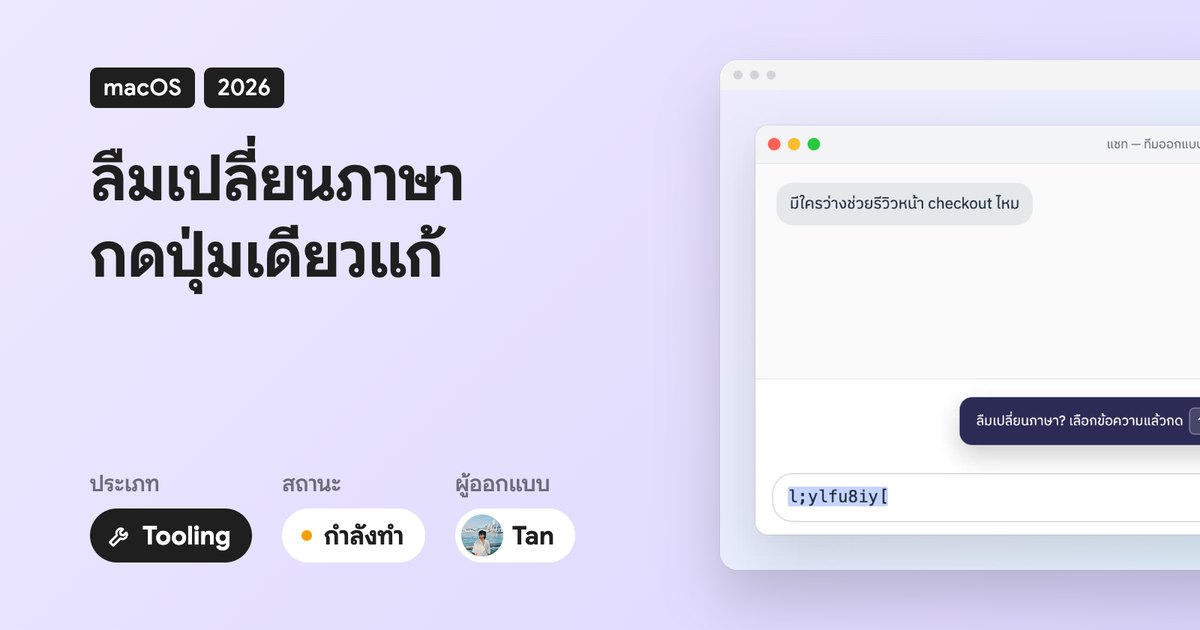 macOS 2026
ลืมเปลี่ยนภาษา
กดปุ่มเดียวแก้
ประเภท สถานะ ผู้ออกแบบ
Tooling กำลังทำ Tan
แชท — ทีมออกแบบ
มีใครว่างช่วยรีวิวหน้า checkout ไหม
ลืมเปลี่ยนภาษา? เลือกข้อความแล้วกด
l;ylfu8iy[